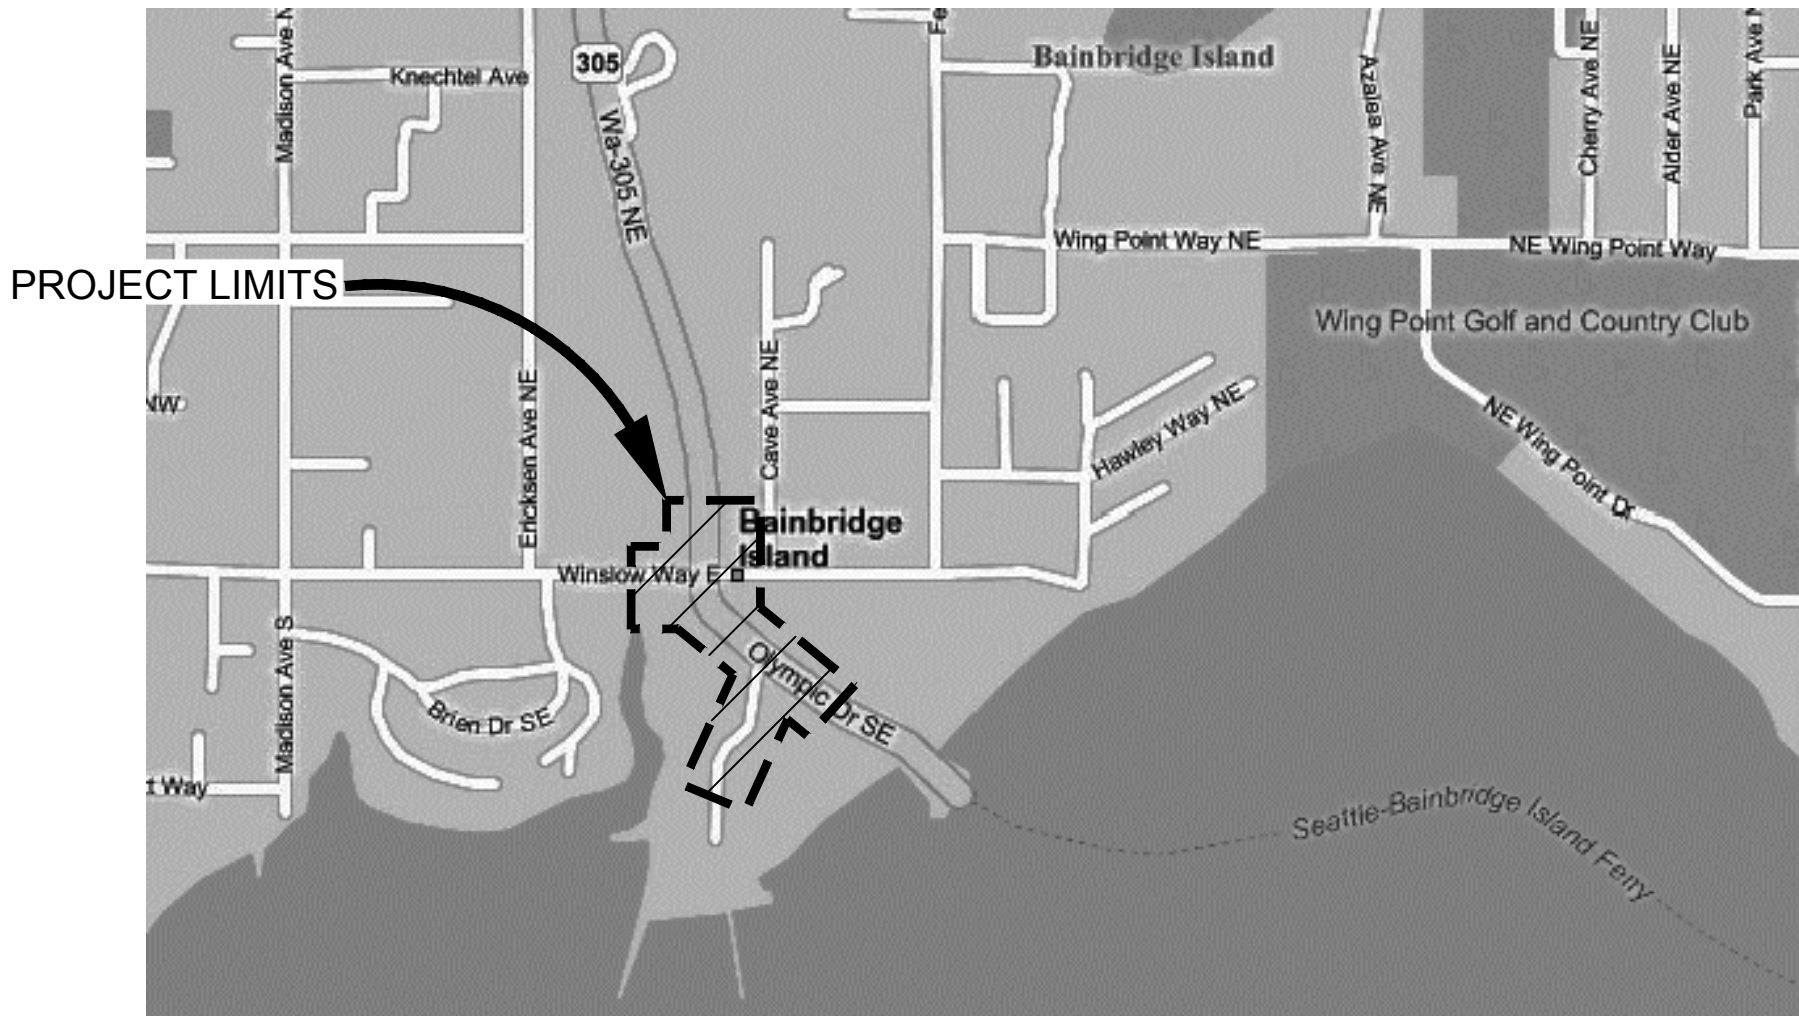 Madison Ave N
Knechtel Ave
305
Wa-305 NE
Fe
Bainbridge Island
Azalea Ave NE
Cherry Ave NE
Alder Ave NE
Park Ave N
Wing Point Way NE
NE Wing Point Way
PROJECT LIMITS
Wing Point Golf and Country Club
NW
Ericksen Ave NE
Cave Ave NE
Hawley Way NE
NE Wing Point Dr
Bainbridge
Island
Winslow Way E
Madison Ave S
Olympic Dr SE
Brien Dr SE
t Way
Seattle-Bainbridge Island Ferry